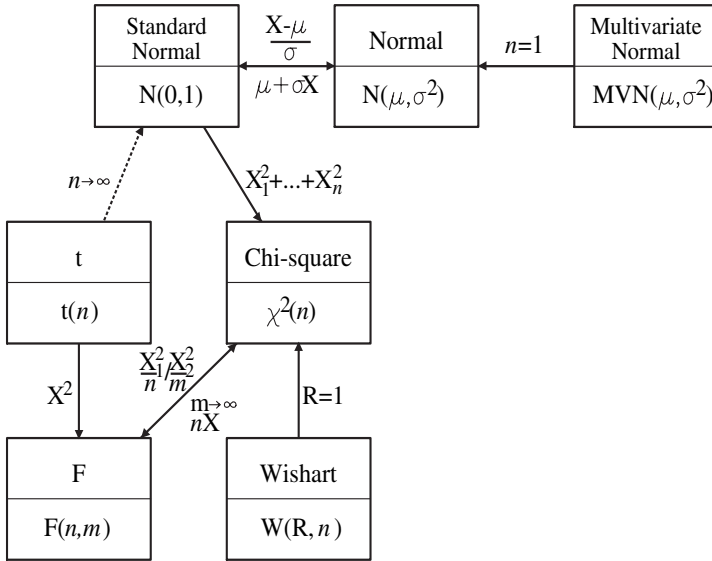 Standard
Normal
N(0,1)
X-μ
σ
μ+σX
Normal
N(μ,σ²)
n=1
Multivariate
Normal
MVN(μ,σ²)
n→∞
X₁²+...+Xₙ²
t
t(n)
Chi-square
χ²(n)
X²
X₁²/X₂²
n m
m→∞
nX
R=1
F
F(n,m)
Wishart
W(R,n)